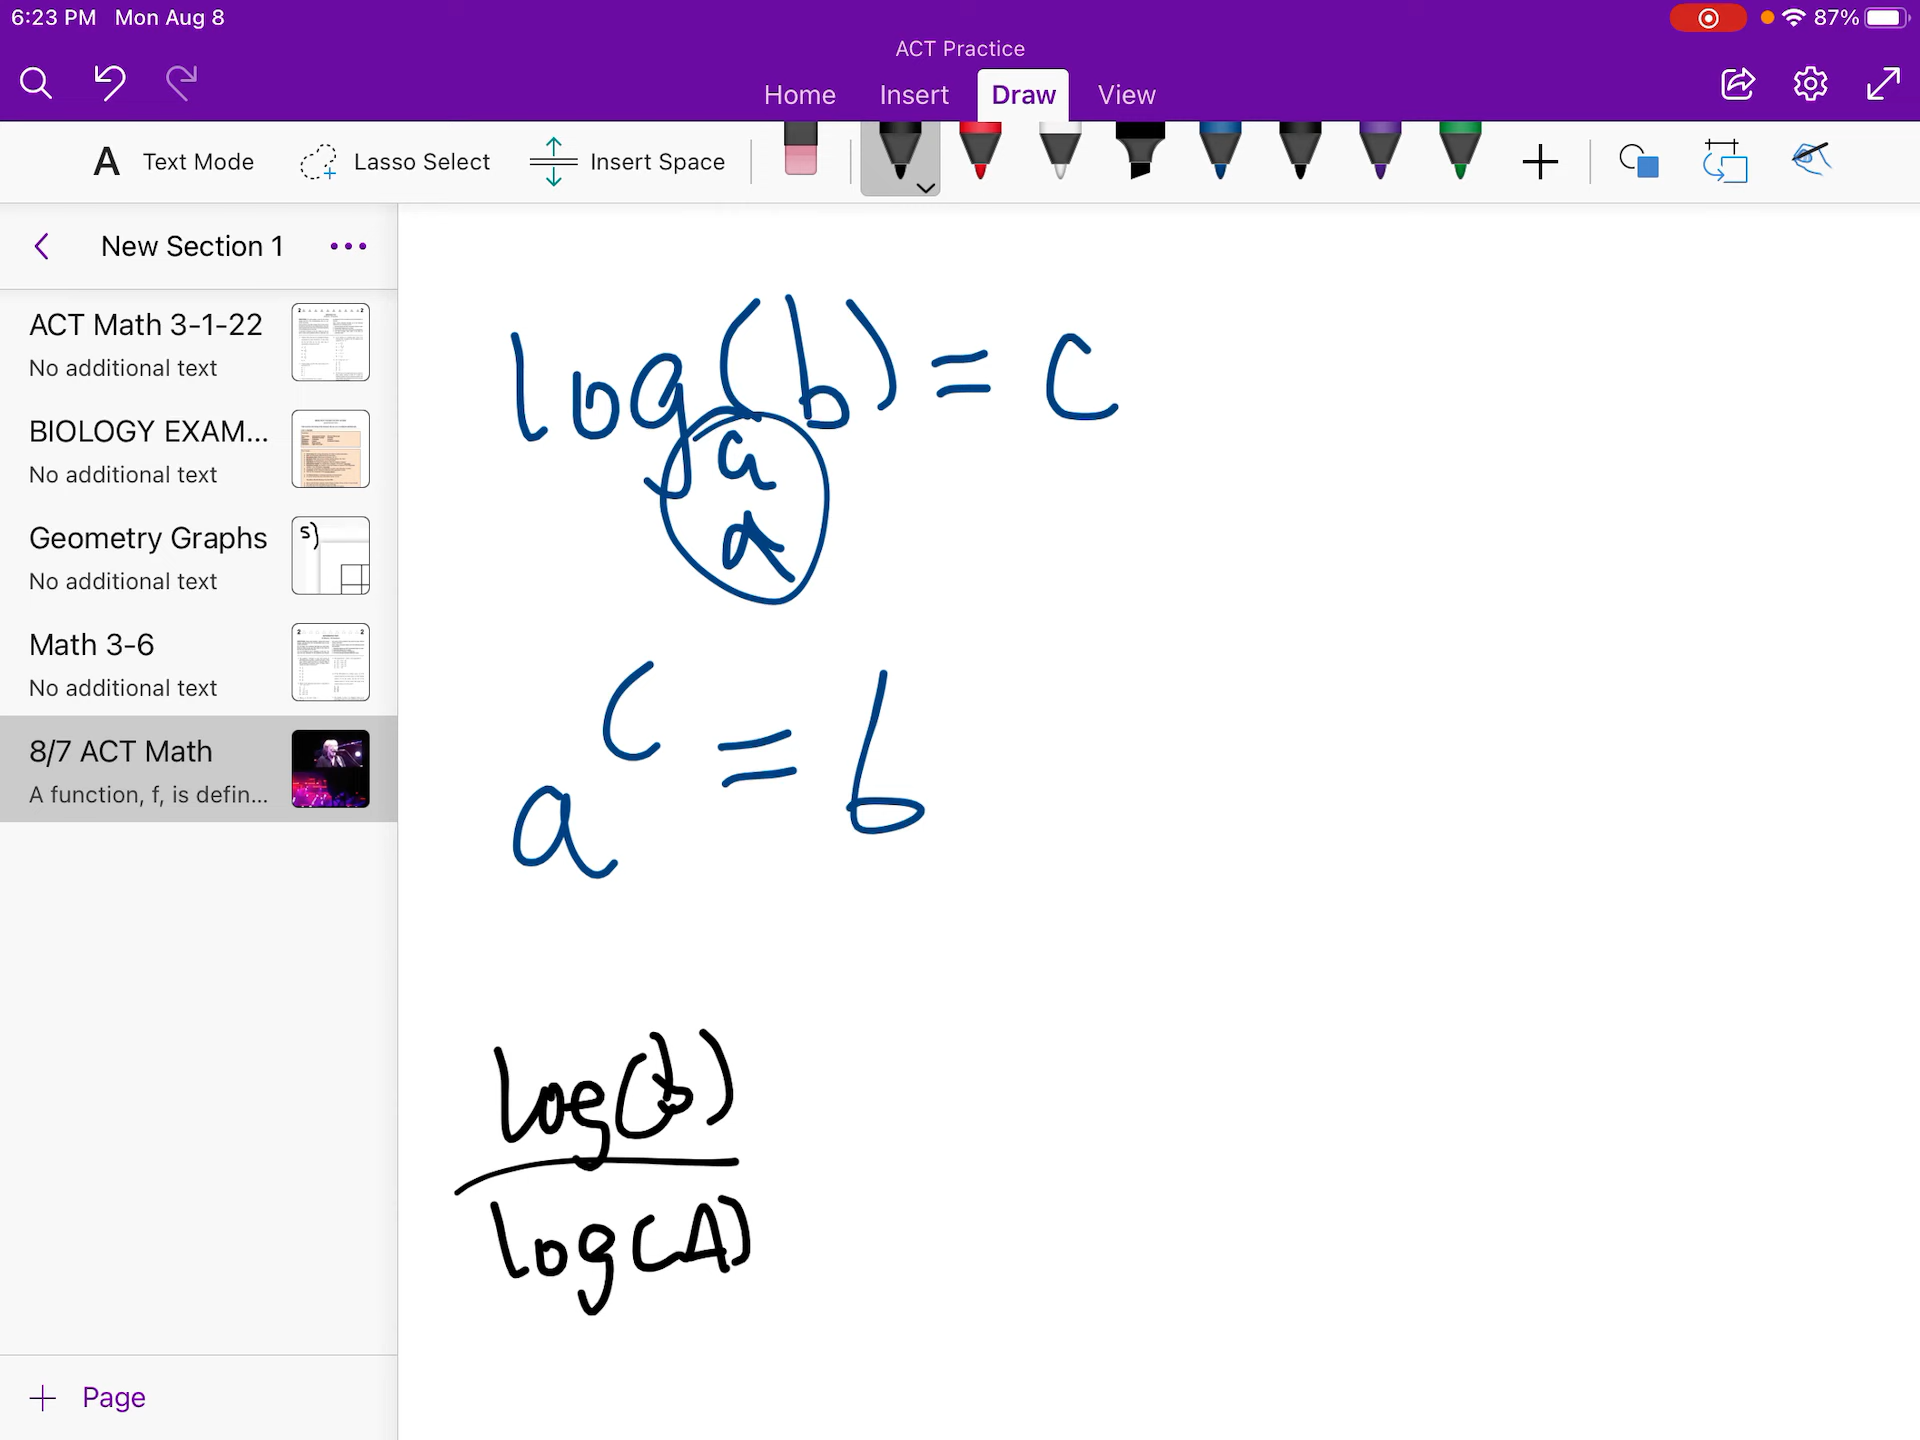 6:23 PM Mon Aug 8
87%
ACT Practice
Home Insert Draw View
A Text Mode Lasso Select Insert Space
New Section 1
ACT Math 3-1-22
No additional text
BIOLOGY EXAM...
No additional text
Geometry Graphs
No additional text
5)
Math 3-6
No additional text
8/7 ACT Math
A function, f, is defin...
Page
log_a(b) = c
a
a^c = b
log(b)
log(A)